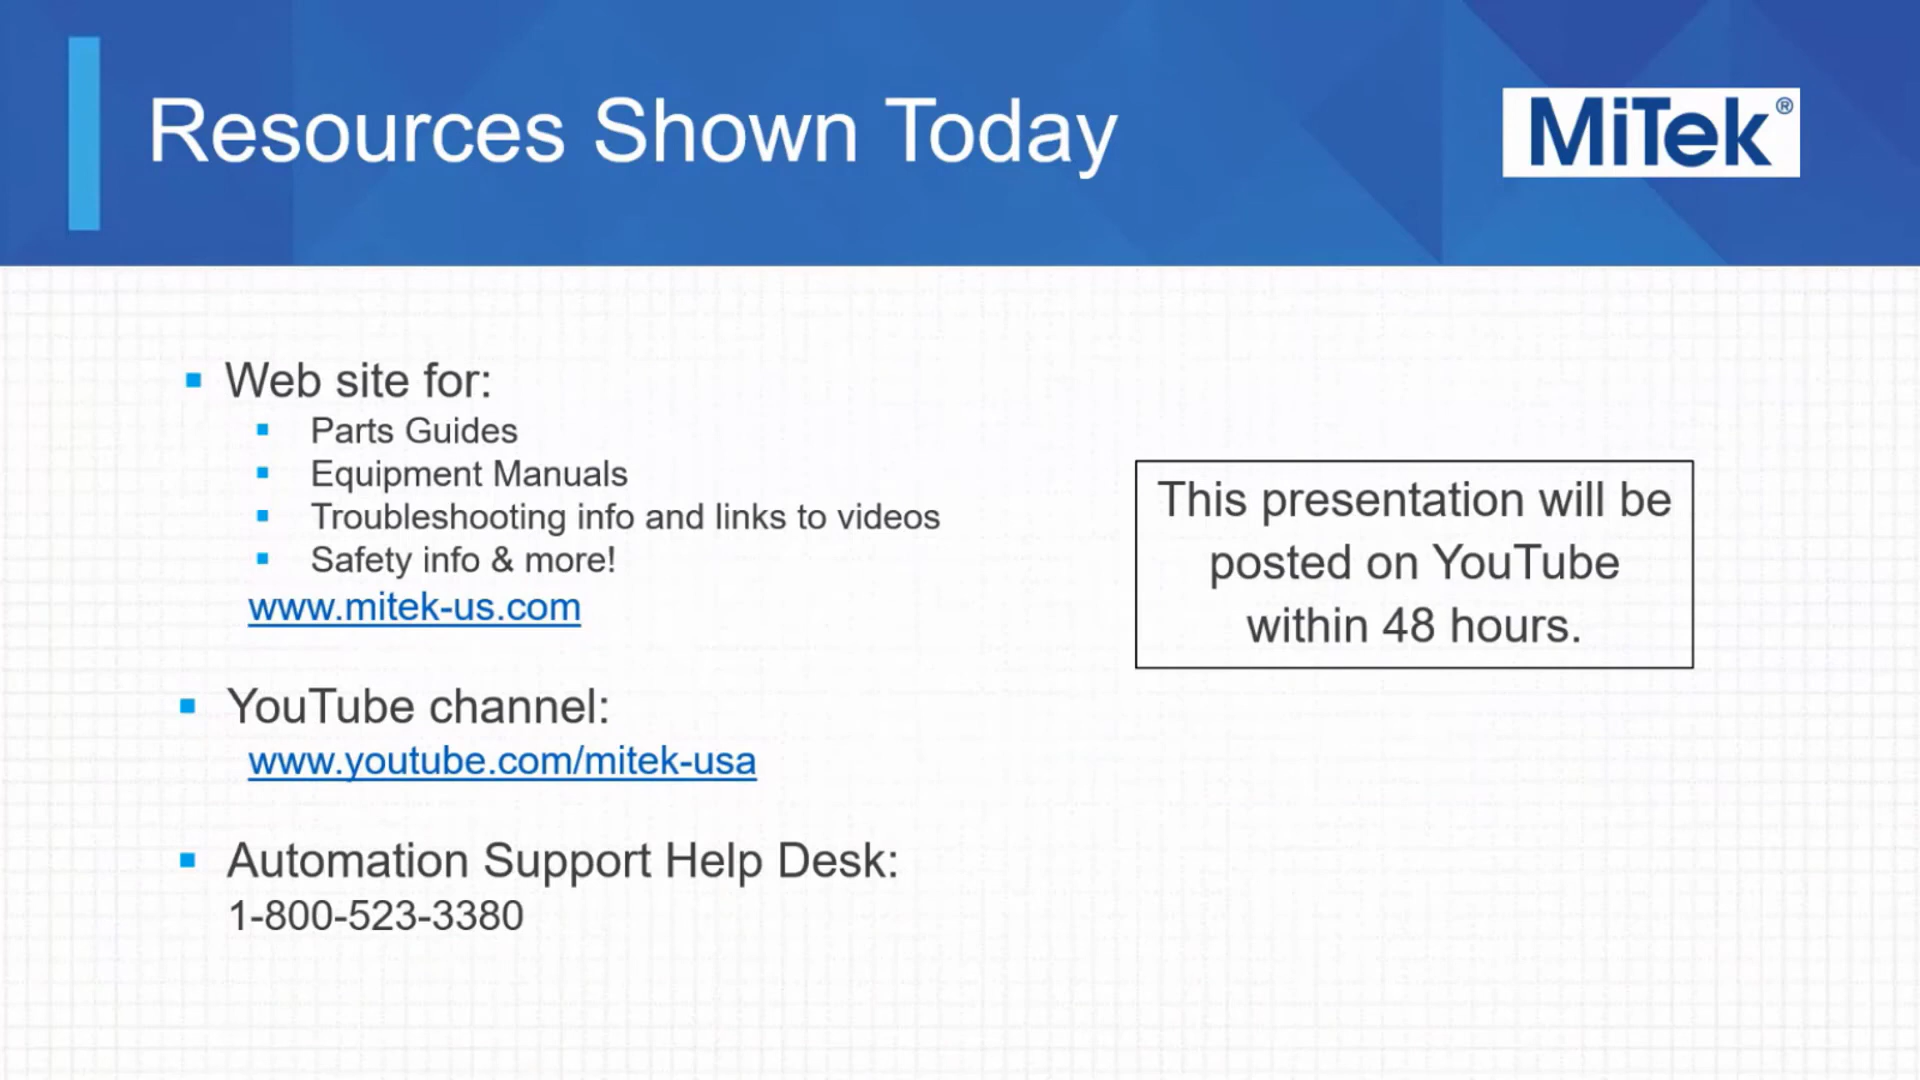 Resources Shown Today
MiTek®
Web site for:
Parts Guides
Equipment Manuals
Troubleshooting info and links to videos
Safety info & more!
www.mitek-us.com
This presentation will be
posted on YouTube
within 48 hours.
YouTube channel:
www.youtube.com/mitek-usa
Automation Support Help Desk:
1-800-523-3380